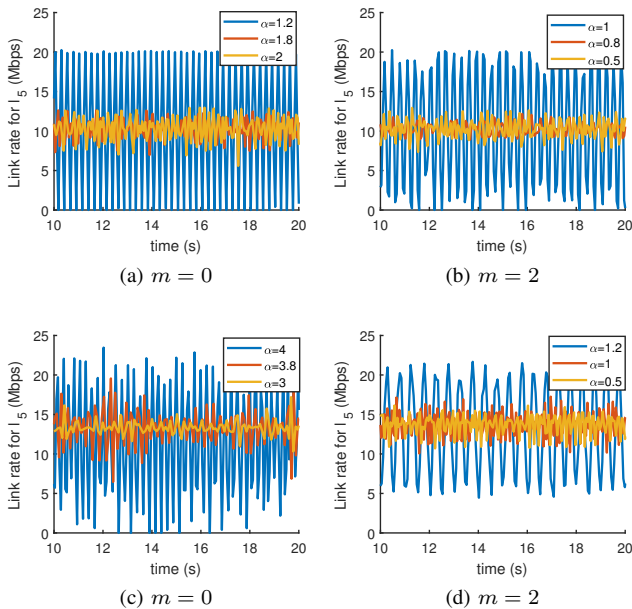 α=1.2
α=1.8
α=2
Link rate for l 5 (Mbps)
25
20
15
10
5
0
10 12 14 16 18 20
time (s)
(a) m = 0
α=1
α=0.8
α=0.5
Link rate for l 5 (Mbps)
25
20
15
10
5
0
10 12 14 16 18 20
time (s)
(b) m = 2
α=4
α=3.8
α=3
Link rate for l 5 (Mbps)
25
20
15
10
5
0
10 12 14 16 18 20
time (s)
(c) m = 0
α=1.2
α=1
α=0.5
Link rate for l 5 (Mbps)
25
20
15
10
5
0
10 12 14 16 18 20
time (s)
(d) m = 2